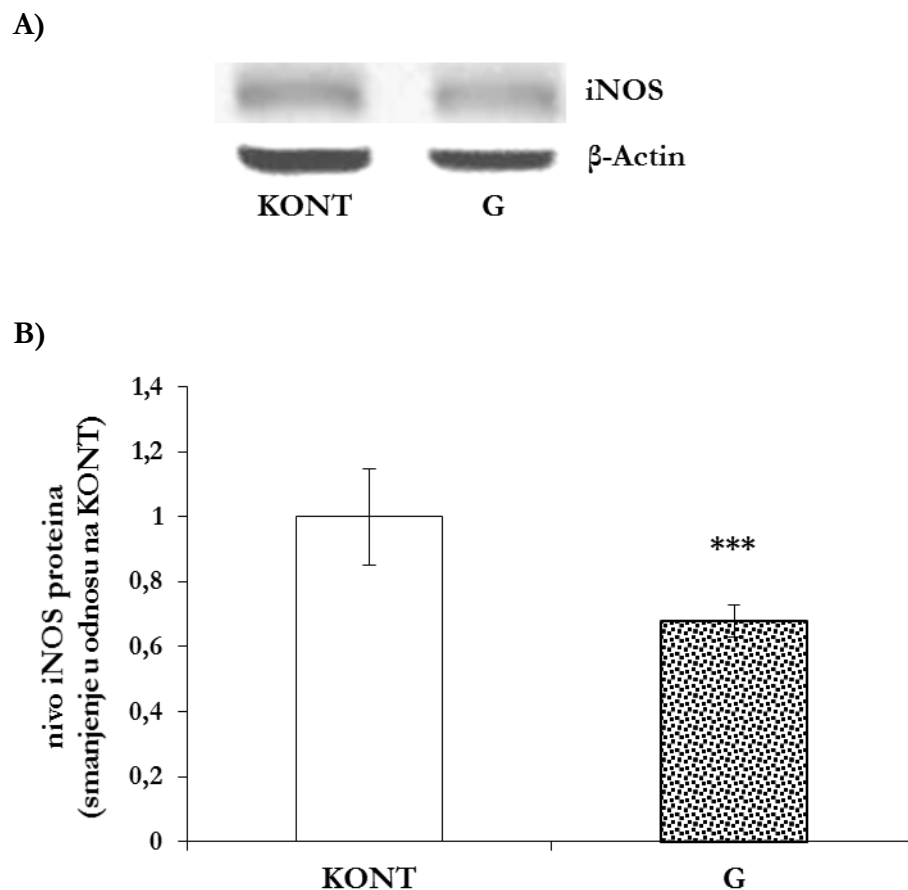 A)
iNOS
β-Actin
KONT G
B)
nivo iNOS proteina
(smanjenje u odnosu na KONT)
1,4
1,2
1
0,8
0,6
0,4
0,2
0
***
KONT G